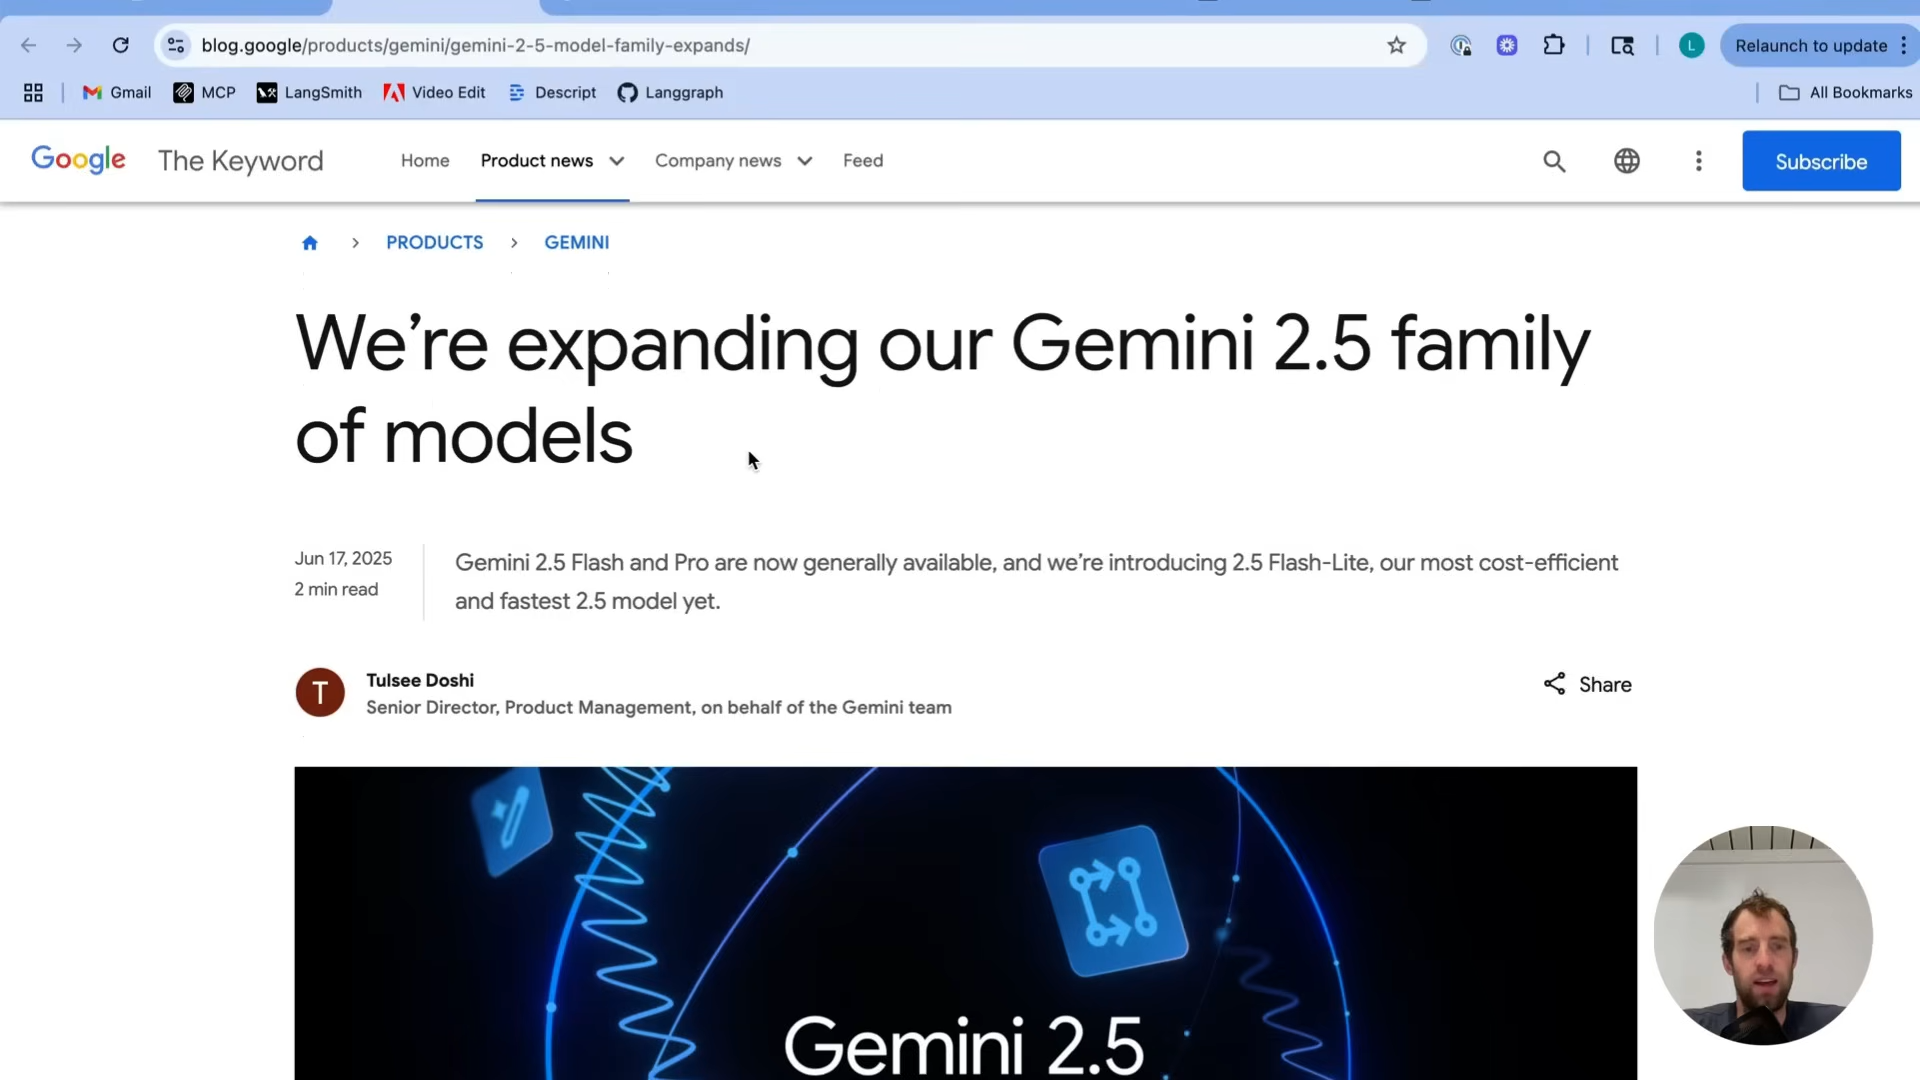 blog.google/products/gemini/gemini-2-5-model-family-expands/
L
Relaunch to update
Gmail
MCP
LangSmith
Video Edit
Descript
Langgraph
All Bookmarks
Google The Keyword
Home
Product news
Company news
Feed
Subscribe
PRODUCTS
GEMINI
We’re expanding our Gemini 2.5 family
of models
Jun 17, 2025
2 min read
Gemini 2.5 Flash and Pro are now generally available, and we’re introducing 2.5 Flash-Lite, our most cost-efficient
and fastest 2.5 model yet.
T
Tulsee Doshi
Senior Director, Product Management, on behalf of the Gemini team
Share
Gemini 2.5